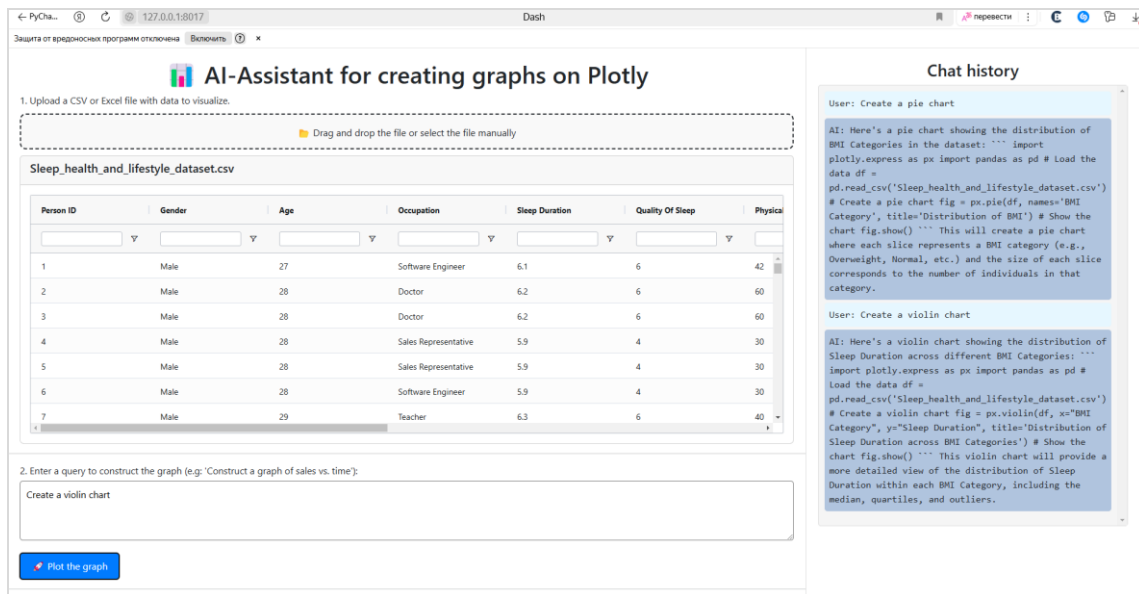 PyCha...
127.0.0.1:8017
Dash
перевести
Защита от вредоносных программ отключена Включить
AI-Assistant for creating graphs on Plotly
1. Upload a CSV or Excel file with data to visualize.
Drag and drop the file or select the file manually
Sleep_health_and_lifestyle_dataset.csv
Person ID Gender Age Occupation Sleep Duration Quality Of Sleep Physical
1 Male 27 Software Engineer 6.1 6 42
2 Male 28 Doctor 6.2 6 60
3 Male 28 Doctor 6.2 6 60
4 Male 28 Sales Representative 5.9 4 30
5 Male 28 Sales Representative 5.9 4 30
6 Male 28 Software Engineer 5.9 4 30
7 Male 29 Teacher 6.3 6 40
2. Enter a query to construct the graph (e.g: 'Construct a graph of sales vs. time'):
Create a violin chart
Plot the graph
Chat history
User: Create a pie chart
AI: Here's a pie chart showing the distribution of
BMI Categories in the dataset: ``` import
plotly.express as px import pandas as pd # Load the
data df =
pd.read_csv('Sleep_health_and_lifestyle_dataset.csv')
# Create a pie chart fig = px.pie(df, names='BMI
Category', title='Distribution of BMI') # Show the
chart fig.show() ``` This will create a pie chart
where each slice represents a BMI category (e.g.,
Overweight, Normal, etc.) and the size of each slice
corresponds to the number of individuals in that
category.
User: Create a violin chart
AI: Here's a violin chart showing the distribution of
Sleep Duration across different BMI Categories: ```
import plotly.express as px import pandas as pd #
Load the data df =
pd.read_csv('Sleep_health_and_lifestyle_dataset.csv')
# Create a violin chart fig = px.violin(df, x="BMI
Category", y="Sleep Duration", title='Distribution of
Sleep Duration across BMI Categories') # Show the
chart fig.show() ``` This violin chart will provide a
more detailed view of the distribution of Sleep
Duration within each BMI Category, including the
median, quartiles, and outliers.